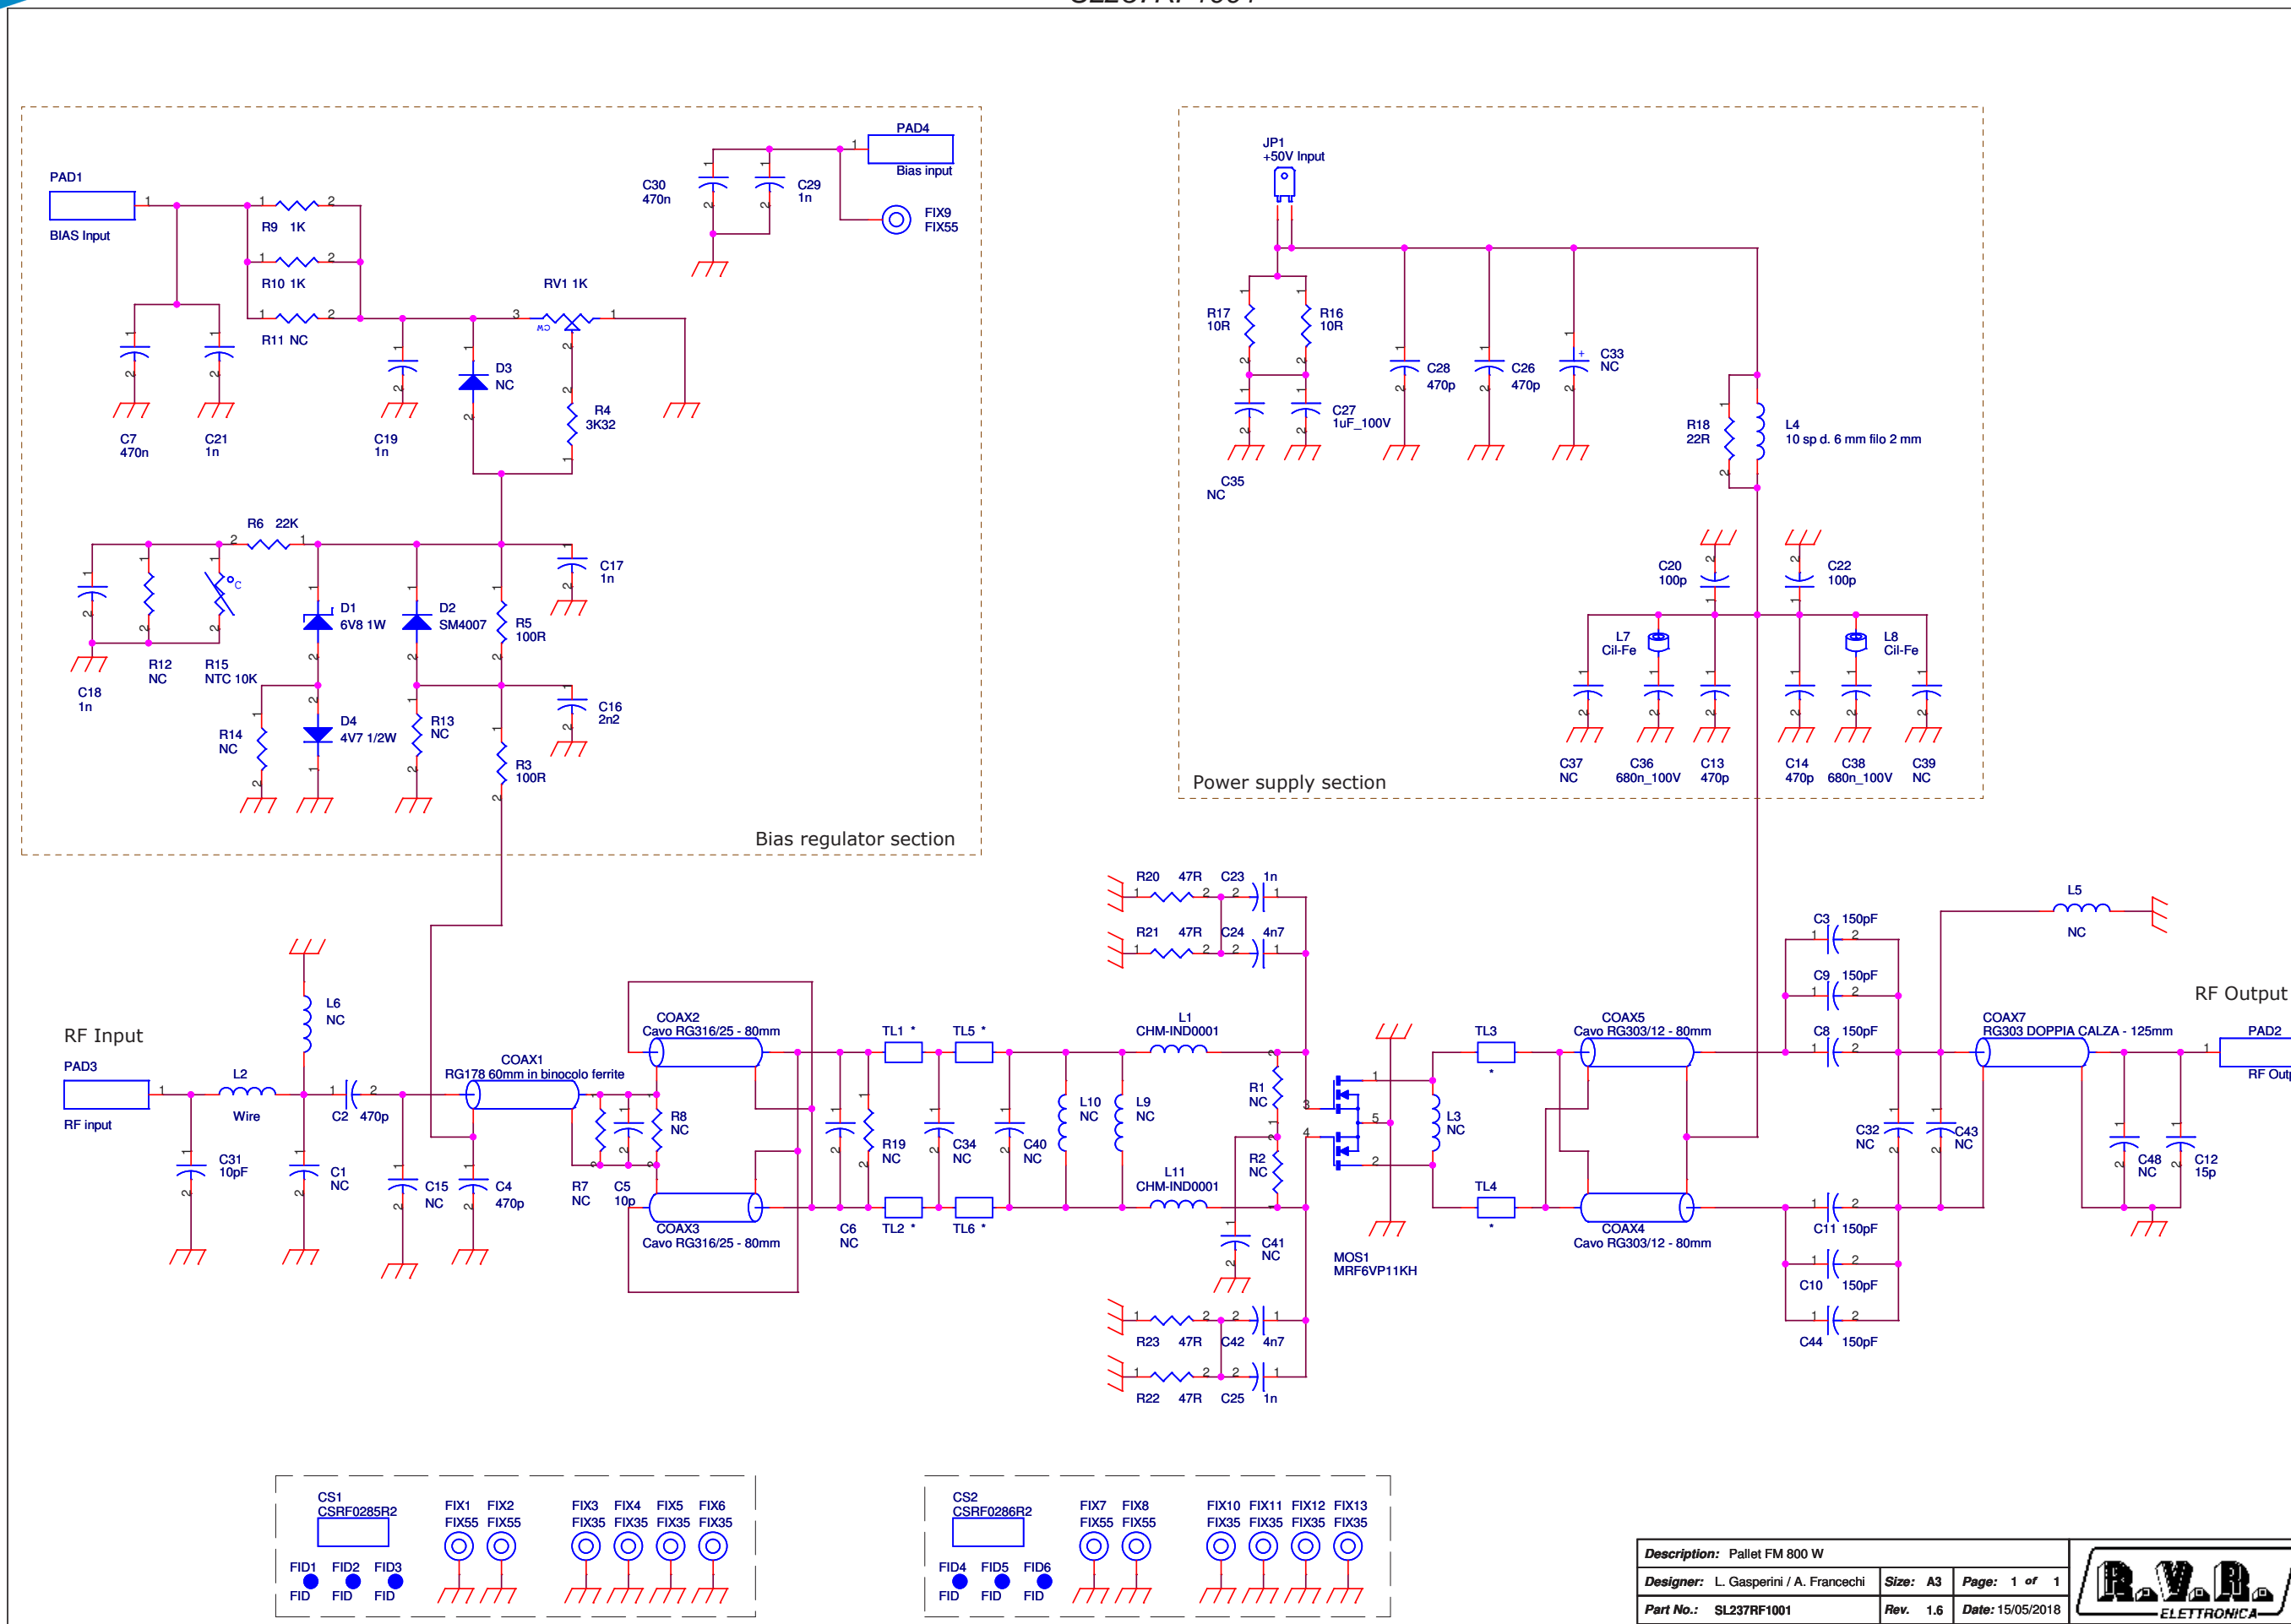 PAD4
Bias input
C30
470n
C29
1n
FIX9
FIX55
PAD1
BIAS Input
R9 1K
R10 1K
R11 NC
RV1 1K
CW
C7
470n
C21
1n
C19
1n
D3
NC
R4
3K32
R6 22K
C17
1n
°C
D1
6V8 1W
D2
SM4007
R5
100R
R12
NC
R15
NTC 10K
C18
1n
C16
2n2
R14
NC
D4
4V7 1/2W
R13
NC
R3
100R
Bias regulator section
JP1
+50V Input
R17
10R
R16
10R
C28
470p
C26
470p
+
C33
NC
C27
1uF_100V
C35
NC
R18
22R
L4
10 sp d. 6 mm filo 2 mm
C20
100p
C22
100p
L7
Cil-Fe
L8
Cil-Fe
C37
NC
C36
680n_100V
C13
470p
C14
470p
C38
680n_100V
C39
NC
Power supply section
R20 47R C23 1n
R21 47R C24 4n7
C3 150pF
C9 150pF
C8 150pF
L5
NC
RF Input
PAD3
RF input
L6
NC
L2
Wire
C2 470p
C31
10pF
C1
NC
C15
NC
C4
470p
COAX1
RG178 60mm in binocolo ferrite
COAX2
Cavo RG316/25 - 80mm
R8
NC
R7
NC
C5
10p
COAX3
Cavo RG316/25 - 80mm
TL1 *
TL5 *
R19
NC
C34
NC
C40
NC
C6
NC
TL2 *
TL6 *
L10
NC
L9
NC
L1
CHM-IND0001
L11
CHM-IND0001
R1
NC
R2
NC
C41
NC
MOS1
MRF6VP11KH
L3
NC
TL3
*
TL4
*
COAX5
Cavo RG303/12 - 80mm
COAX4
Cavo RG303/12 - 80mm
C32
NC
C43
NC
C11 150pF
C10 150pF
C44 150pF
COAX7
RG303 DOPPIA CALZA - 125mm
C48
NC
C12
15p
RF Output
PAD2
R23 47R C42 4n7
R22 47R C25 1n
CS1
CSRF0285R2
FID1 FID2 FID3
FID FID FID
FIX1 FIX2 FIX3 FIX4 FIX5 FIX6
FIX55 FIX55 FIX35 FIX35 FIX35 FIX35
CS2
CSRF0286R2
FID4 FID5 FID6
FID FID FID
FIX7 FIX8 FIX10 FIX11 FIX12 FIX13
FIX55 FIX55 FIX35 FIX35 FIX35 FIX35
Description: Pallet FM 800 W
Designer: L. Gasperini / A. Francechi Size: A3 Page: 1 of 1
Part No.: SL237RF1001 Rev. 1.6 Date: 15/05/2018
R.V.R.
ELETTRONICA